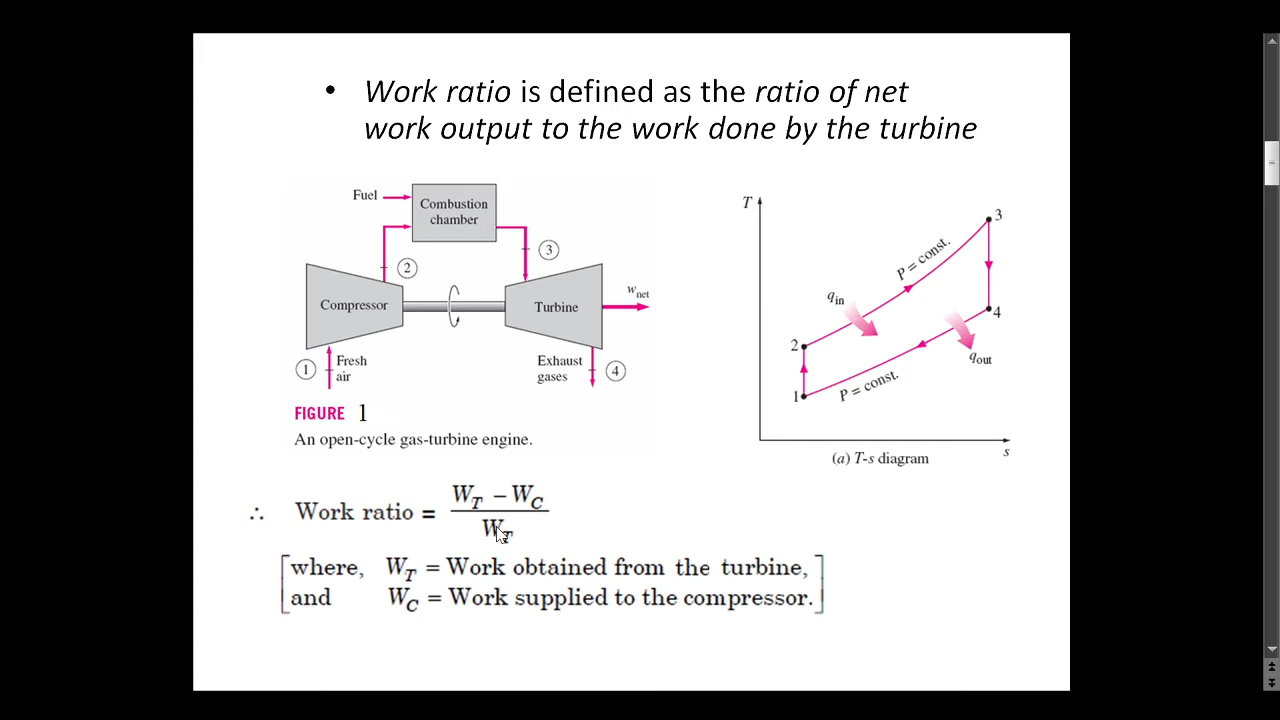 • Work ratio is defined as the ratio of net
work output to the work done by the turbine
Fuel
Combustion
chamber
2
3
Compressor
Turbine
wnet
1
Fresh
air
Exhaust
gases
4
FIGURE 1
An open-cycle gas-turbine engine.
T
3
P = const.
qin
4
2
qout
P = const.
1
s
(a) T-s diagram
∴ Work ratio = (WT − WC) / WT
where, WT = Work obtained from the turbine,
and WC = Work supplied to the compressor.